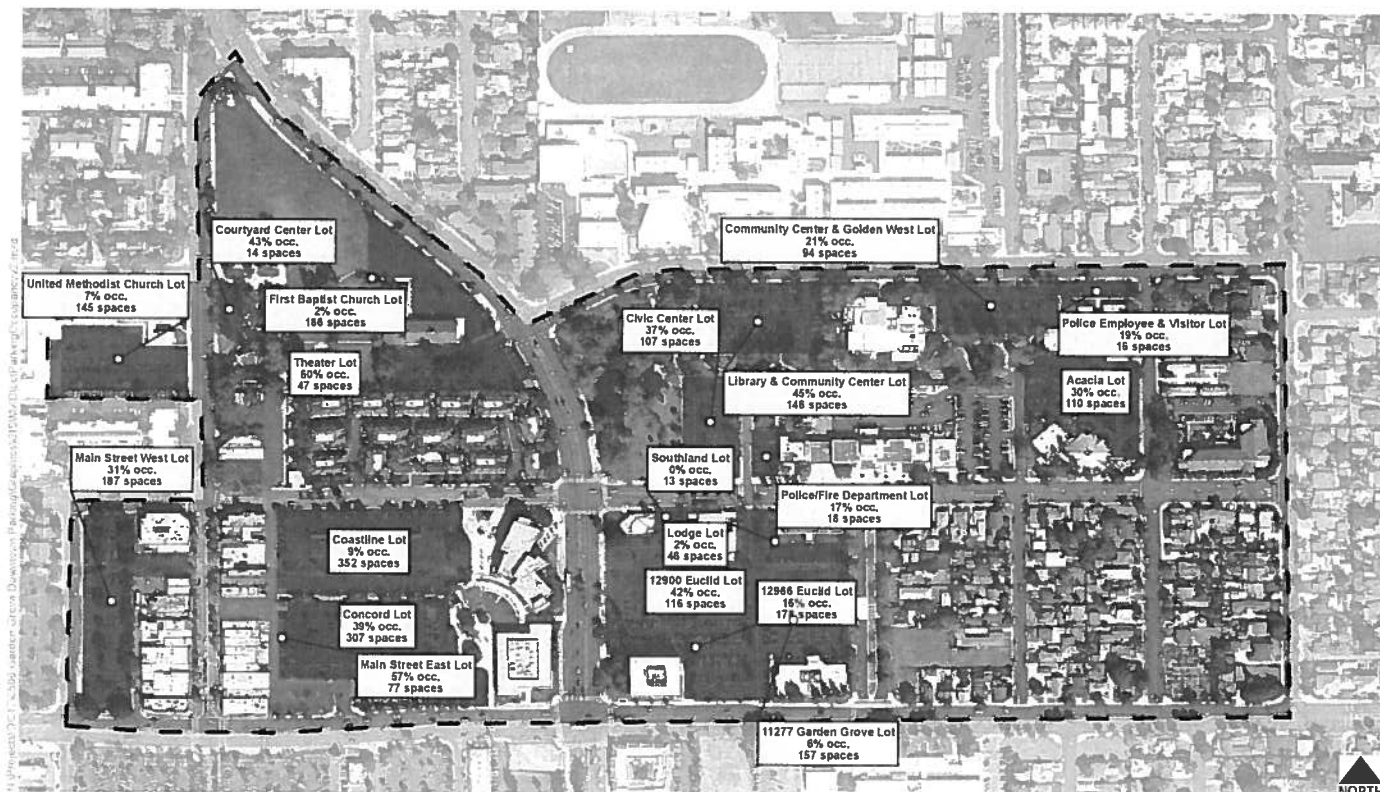 Courtyard Center Lot
43% occ.
14 spaces
Community Center & Golden West Lot
21% occ.
94 spaces
United Methodist Church Lot
7% occ.
145 spaces
First Baptist Church Lot
2% occ.
186 spaces
Civic Center Lot
37% occ.
107 spaces
Police Employee & Visitor Lot
19% occ.
16 spaces
Theater Lot
60% occ.
47 spaces
Library & Community Center Lot
45% occ.
146 spaces
Acacia Lot
30% occ.
110 spaces
Main Street West Lot
31% occ.
187 spaces
Southland Lot
0% occ.
13 spaces
Police/Fire Department Lot
17% occ.
18 spaces
Coastline Lot
9% occ.
352 spaces
Lodge Lot
2% occ.
46 spaces
12900 Euclid Lot
42% occ.
116 spaces
12966 Euclid Lot
16% occ.
spaces
Concord Lot
39% occ.
307 spaces
Main Street East Lot
57% occ.
77 spaces
11277 Garden Grove Lot
6% occ.
157 spaces
NORTH